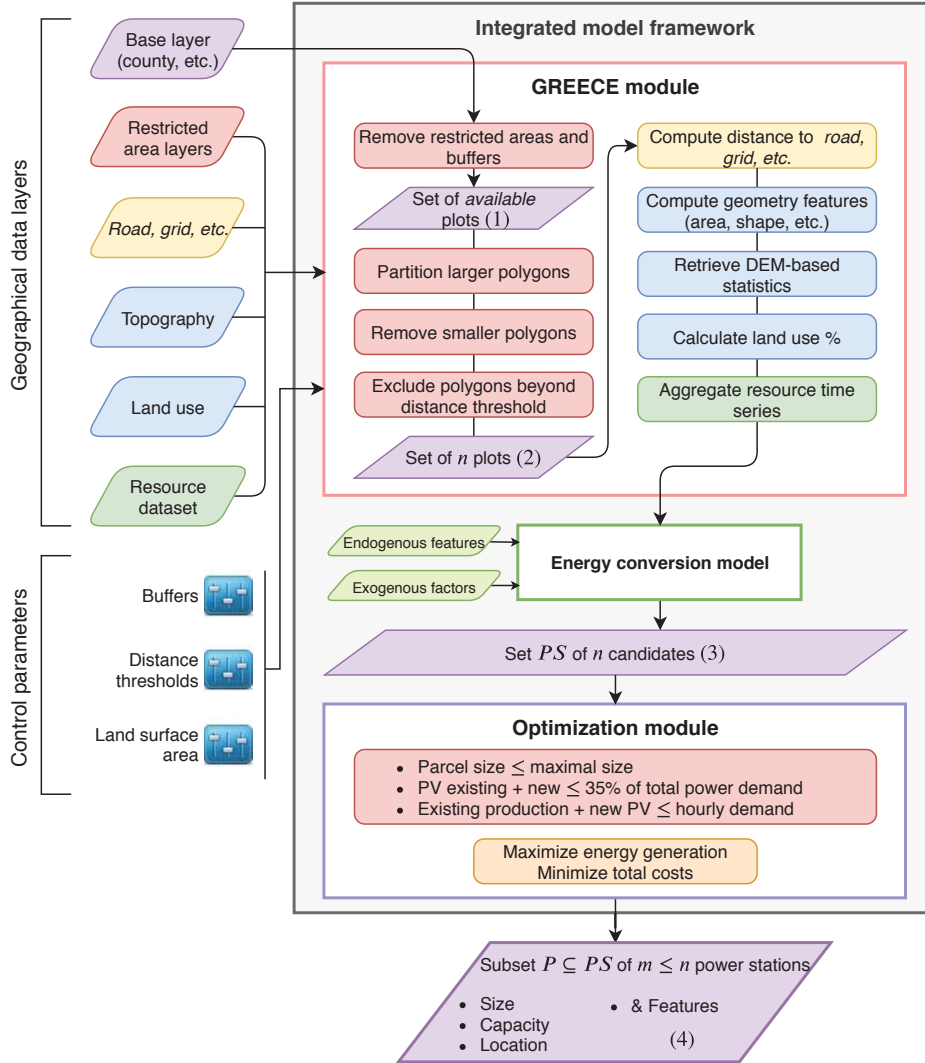 Integrated model framework
Geographical data layers
Base layer
(county, etc.)
Restricted
area layers
Road, grid, etc.
Topography
Land use
Resource
dataset
Control parameters
Buffers
Distance
thresholds
Land surface
area
GREECE module
Remove restricted areas and
buffers
Set of available
plots (1)
Partition larger polygons
Remove smaller polygons
Exclude polygons beyond
distance threshold
Set of n plots (2)
Compute distance to road,
grid, etc.
Compute geometry features
(area, shape, etc.)
Retrieve DEM-based
statistics
Calculate land use %
Aggregate resource time
series
Endogenous features
Exogenous factors
Energy conversion model
Set PS of n candidates (3)
Optimization module
• Parcel size ≤ maximal size
• PV existing + new ≤ 35% of total power demand
• Existing production + new PV ≤ hourly demand
Maximize energy generation
Minimize total costs
Subset P ⊆ PS of m ≤ n power stations
• Size
• Capacity
• Location
• & Features
(4)